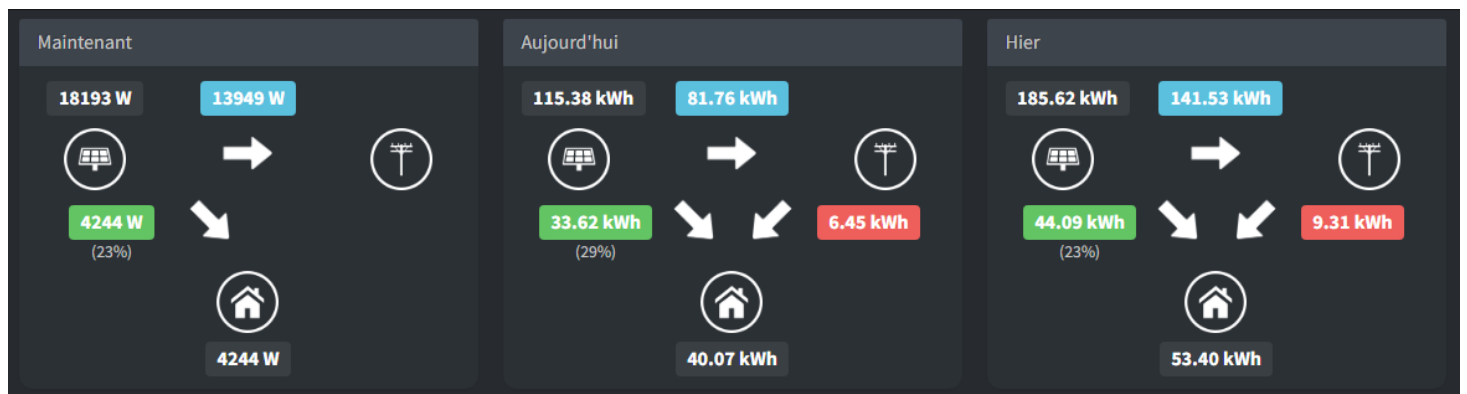 Maintenant
18193 W
13949 W
4244 W
(23%)
4244 W
Aujourd'hui
115.38 kWh
81.76 kWh
33.62 kWh
6.45 kWh
(29%)
40.07 kWh
Hier
185.62 kWh
141.53 kWh
44.09 kWh
9.31 kWh
(23%)
53.40 kWh